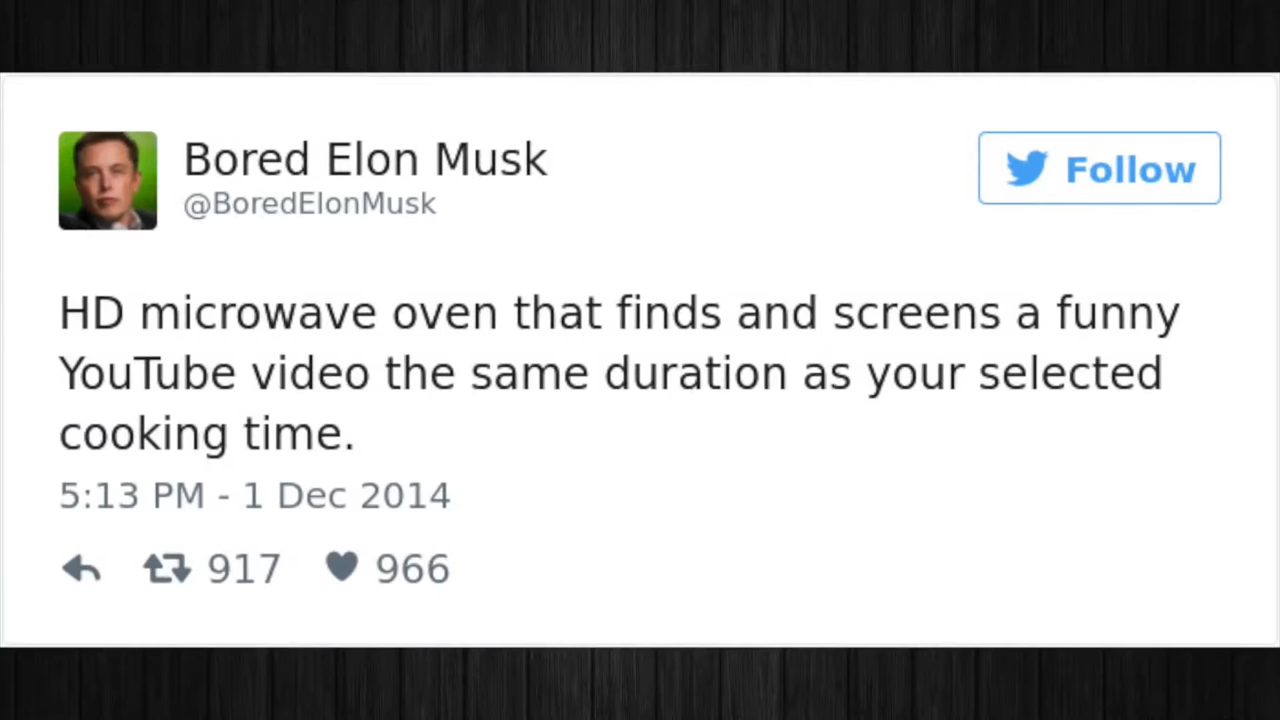 Bored Elon Musk
@BoredElonMusk
Follow
HD microwave oven that finds and screens a funny
YouTube video the same duration as your selected
cooking time.
5:13 PM - 1 Dec 2014
917 966